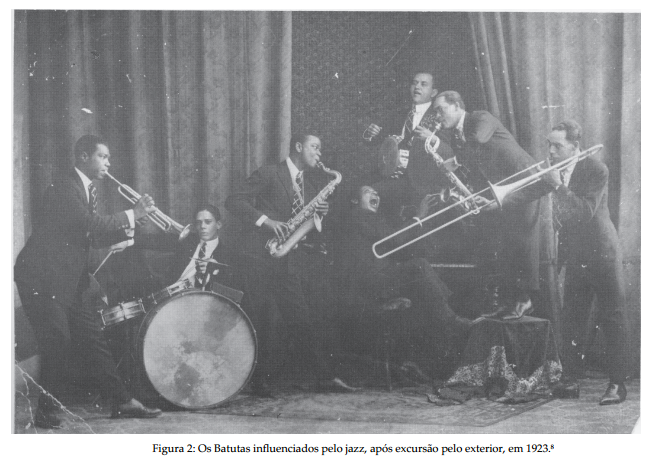 Figura 2: Os Batutas influenciados pelo jazz, após excursão pelo exterior, em 1923.⁸